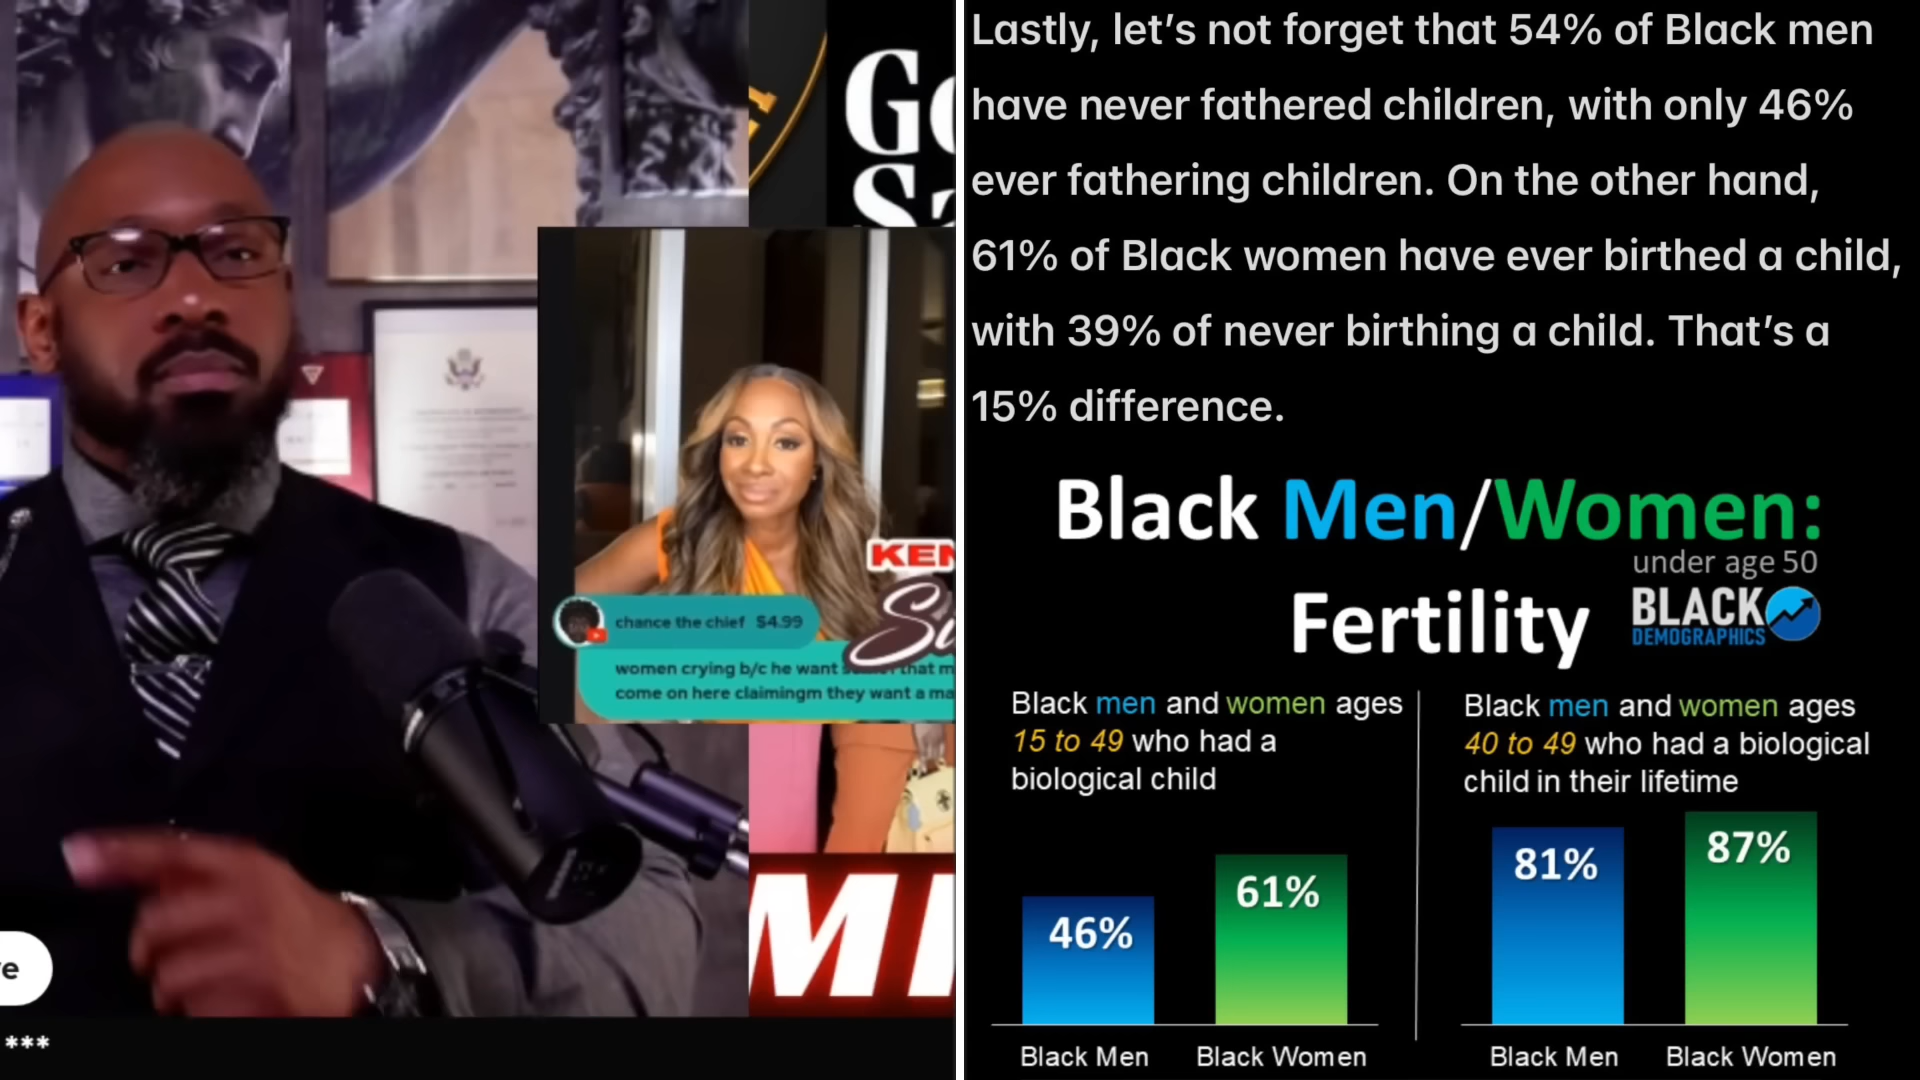 Go
Sa
KEN
Su
chance the chief $4.99
women crying b/c he want
that m
come on here claimingm they want a ma
MI
e
***
Lastly, let's not forget that 54% of Black men
have never fathered children, with only 46%
ever fathering children. On the other hand,
61% of Black women have ever birthed a child,
with 39% of never birthing a child. That's a
15% difference.
Black Men/Women:
under age 50
Fertility
BLACK
DEMOGRAPHICS
Black men and women ages
15 to 49 who had a
biological child
46%
61%
Black Men
Black Women
Black men and women ages
40 to 49 who had a biological
child in their lifetime
81%
87%
Black Men
Black Women